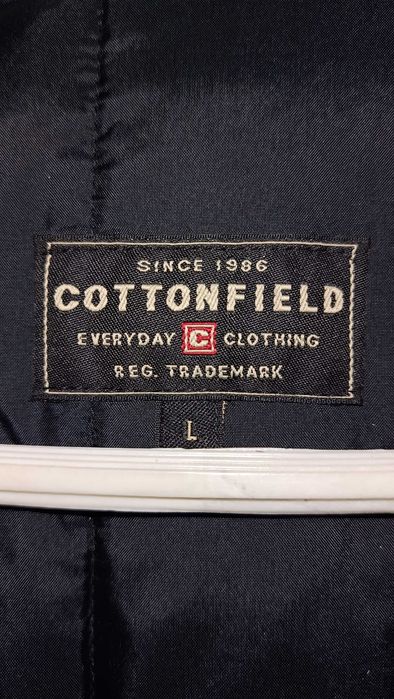 SINCE 1986
COTTONFIELD
EVERYDAY C CLOTHING
REG. TRADEMARK
L